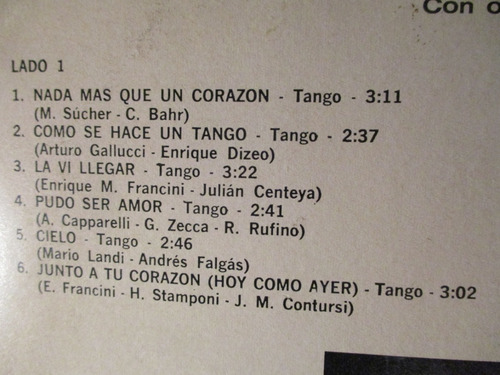 Con o
LADO 1
1. NADA MAS QUE UN CORAZON - Tango - 3:11
(M. Súcher - C. Bahr)
2. COMO SE HACE UN TANGO - Tango - 2:37
(Arturo Gallucci - Enrique Dizeo)
3. LA VI LLEGAR - Tango - 3:22
(Enrique M. Francini - Julián Centeya)
4. PUDO SER AMOR - Tango - 2:41
(A. Capparelli - G. Zecca - R. Rufino)
5. CIELO - Tango - 2:46
(Mario Landi - Andrés Falgás)
6. JUNTO A TU CORAZON (HOY COMO AYER) - Tango - 3:02
(E. Francini - H. Stamponi - J. M. Contursi)